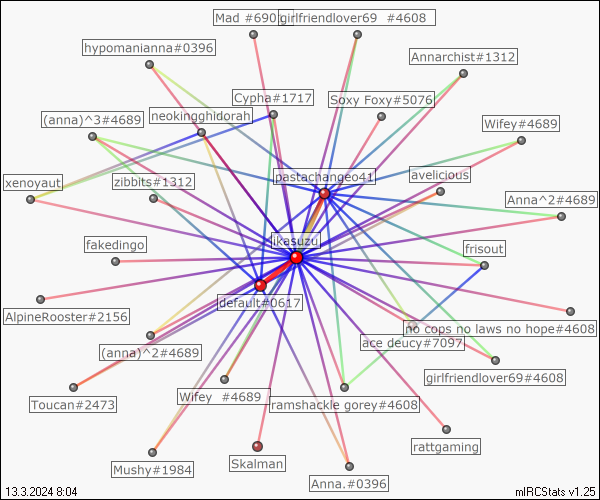 Mad #6901
girlfriendlover69 #4608
hypomanianna#0396
Annarchist#1312
Cypha#1717
Soxy Foxy#5076
(anna)^3#4689
neokingghidorah
Wifey#4689
pastachangeo41
avelicious
xenoyaut
zibbits#1312
Anna^2#4689
fakedingo
ikasuzu
frisout
default#0617
AlpineRooster#2156
no cops no laws no hope#4608
ace deucy#7097
(anna)^2#4689
girlfriendlover69#4608
Toucan#2473
Wifey #4689
ramshackle gorey#4608
rattgaming
Mushy#1984
Skalman
Anna.#0396
13.3.2024 8:04
mIRCStats v1.25